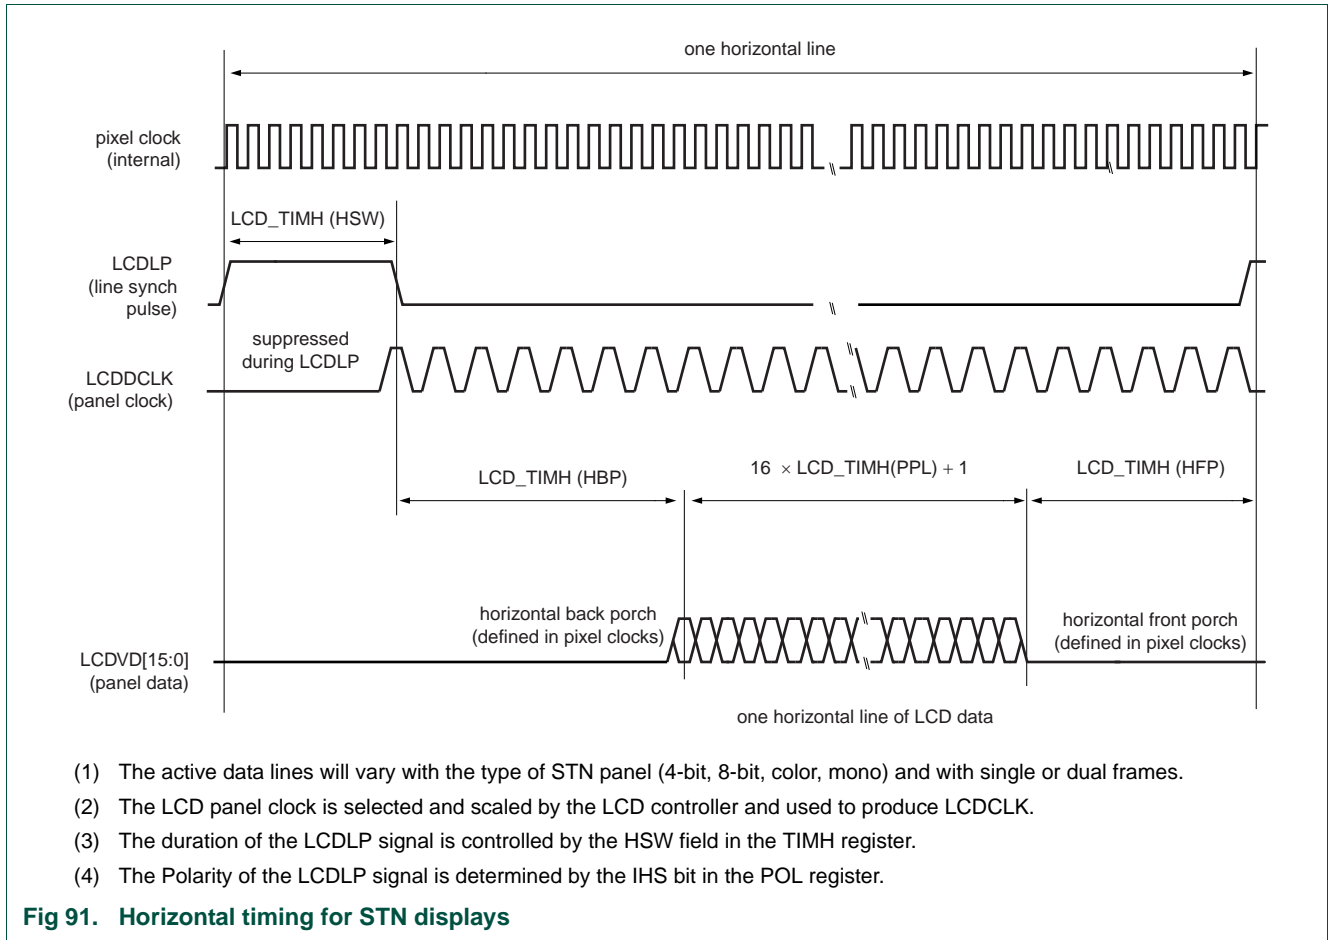 one horizontal line
pixel clock
(internal)
LCD_TIMH (HSW)
LCDLP
(line synch
pulse)
suppressed
during LCDLP
LCDDCLK
(panel clock)
LCD_TIMH (HBP)
16 × LCD_TIMH(PPL) + 1
LCD_TIMH (HFP)
horizontal back porch
(defined in pixel clocks)
horizontal front porch
(defined in pixel clocks)
LCDVD[15:0]
(panel data)
one horizontal line of LCD data
(1) The active data lines will vary with the type of STN panel (4-bit, 8-bit, color, mono) and with single or dual frames.
(2) The LCD panel clock is selected and scaled by the LCD controller and used to produce LCDCLK.
(3) The duration of the LCDLP signal is controlled by the HSW field in the TIMH register.
(4) The Polarity of the LCDLP signal is determined by the IHS bit in the POL register.
Fig 91. Horizontal timing for STN displays